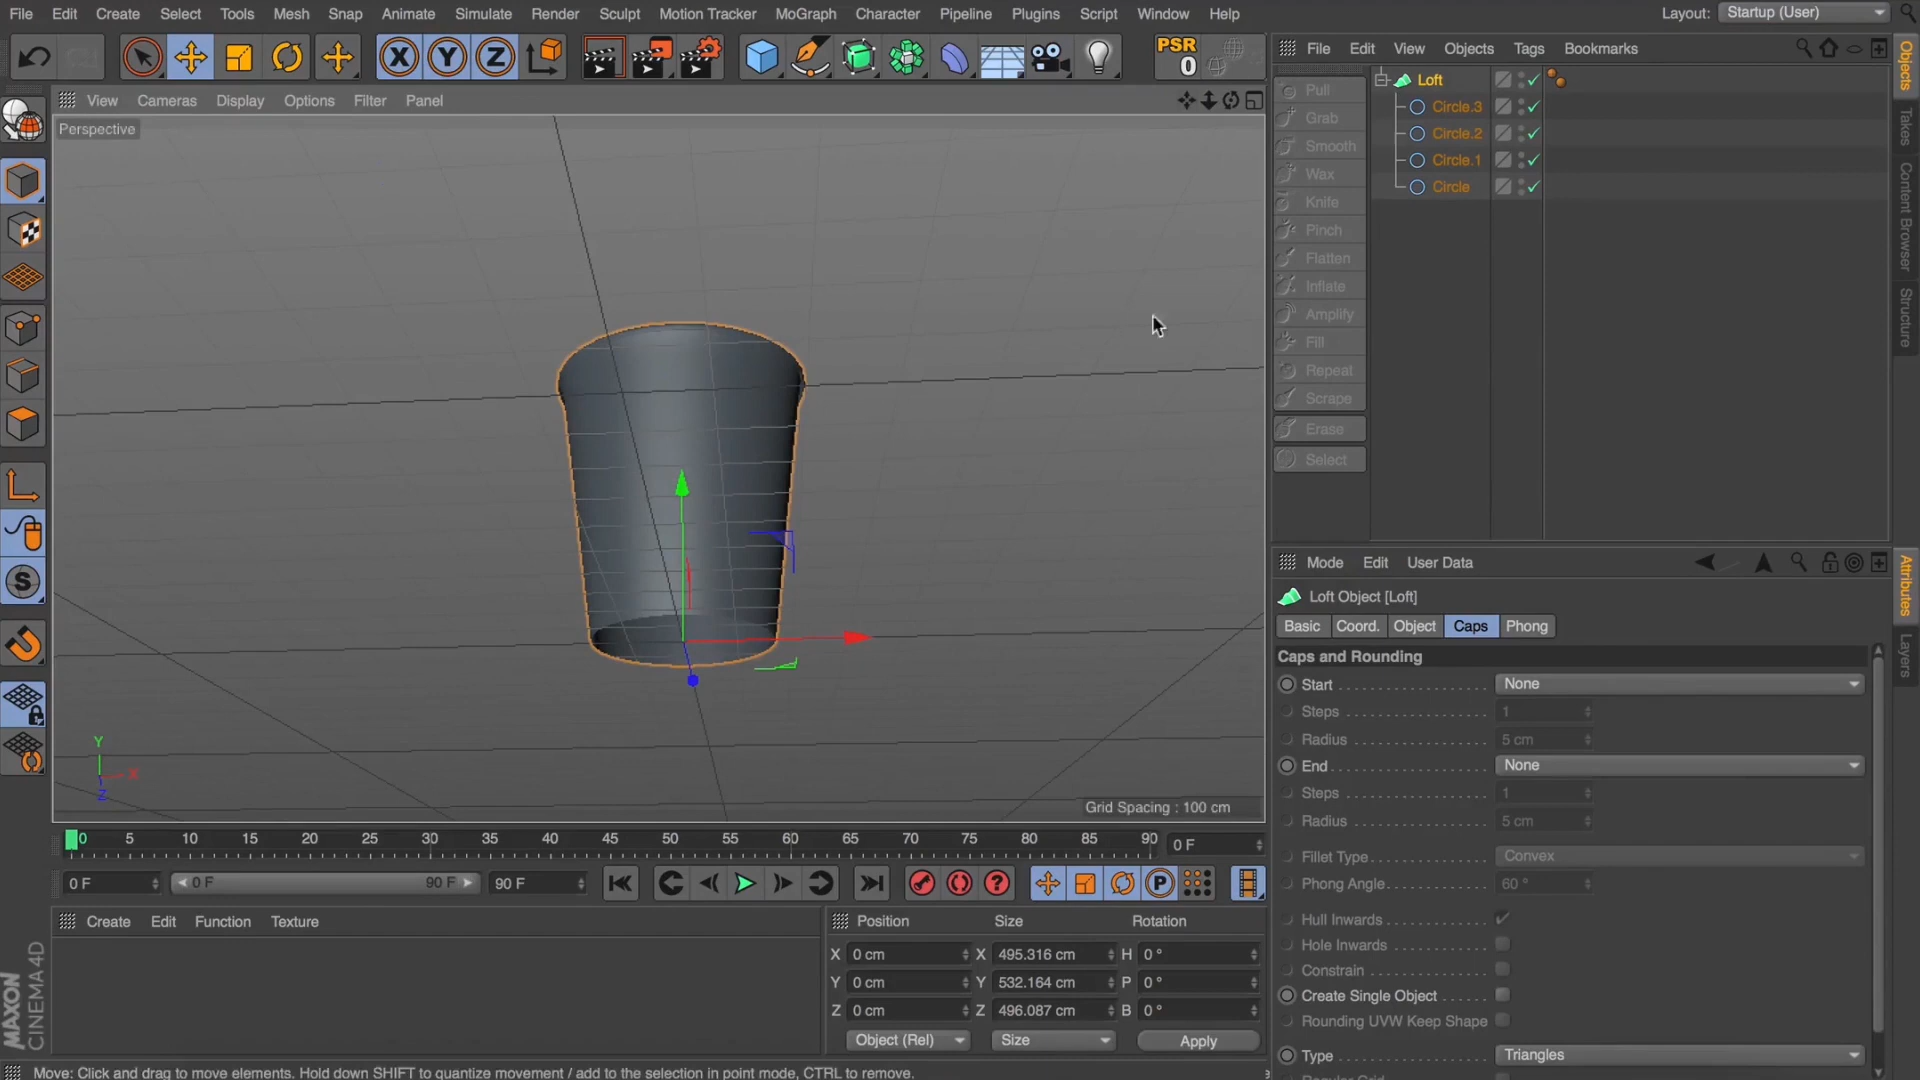 File Edit Create Select Tools Mesh Snap Animate Simulate Render Sculpt Motion Tracker MoGraph Character Pipeline Plugins Script Window Help Layout: Startup (User)
X Y Z PSR 0
File Edit View Objects Tags Bookmarks
View Cameras Display Options Filter Panel
Perspective
Loft
Circle.3
Circle.2
Circle.1
Circle
Pull
Grab
Smooth
Wax
Knife
Pinch
Flatten
Inflate
Amplify
Fill
Repeat
Scrape
Erase
Select
Objects
Takes
Content Browser
Structure
Mode Edit User Data
Loft Object [Loft]
Basic Coord. Object Caps Phong
Caps and Rounding
Start None
Steps 1
Radius 5 cm
End None
Steps 1
Radius 5 cm
Fillet Type Convex
Phong Angle 60 °
Hull Inwards
Hole Inwards
Constrain
Create Single Object
Rounding UVW Keep Shape
Type Triangles
Attributes
Layers
S
Y
X
Z
Grid Spacing : 100 cm
0 5 10 15 20 25 30 35 40 45 50 55 60 65 70 75 80 85 90 0 F
0 F 0 F 90 F 90 F P
Create Edit Function Texture
Position Size Rotation
X 0 cm X 495.316 cm H 0 °
Y 0 cm Y 532.164 cm P 0 °
Z 0 cm Z 496.087 cm B 0 °
Object (Rel) Size Apply
MAXON
CINEMA 4D
Move: Click and drag to move elements. Hold down SHIFT to quantize movement / add to the selection in point mode, CTRL to remove.